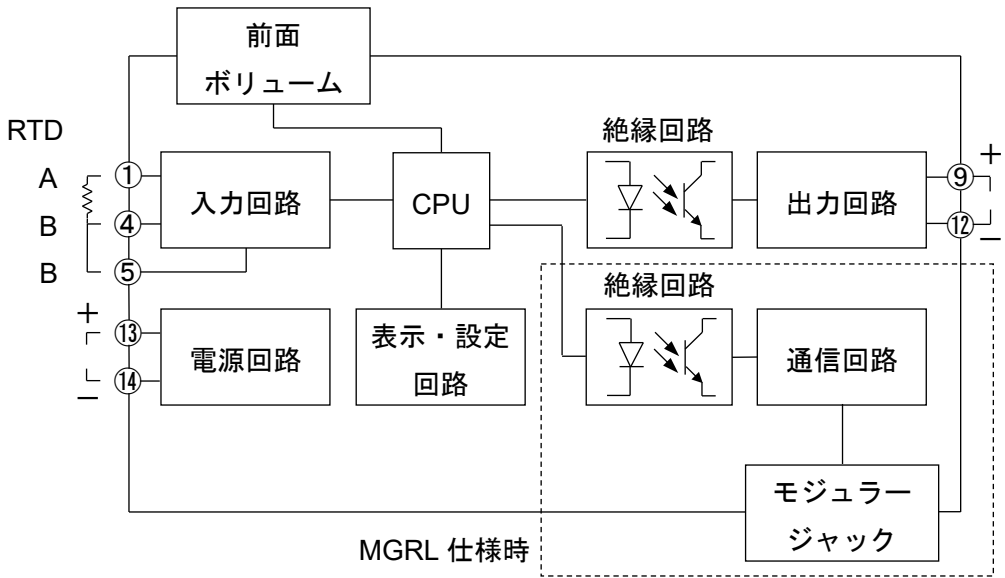 前面
ボリューム
RTD
A ①
B ④
B ⑤
入力回路
CPU
絶縁回路
出力回路
⑨ +
⑫ −
+
⑬
⑭
−
電源回路
表示・設定
回路
絶縁回路
通信回路
モジュラー
ジャック
MGRL 仕様時